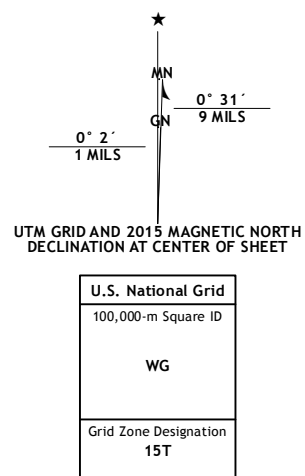 ★
MN
0° 31´
9 MILS
GN
0° 2´
1 MILS
UTM GRID AND 2015 MAGNETIC NORTH
DECLINATION AT CENTER OF SHEET
U.S. National Grid
100,000-m Square ID
WG
Grid Zone Designation
15T